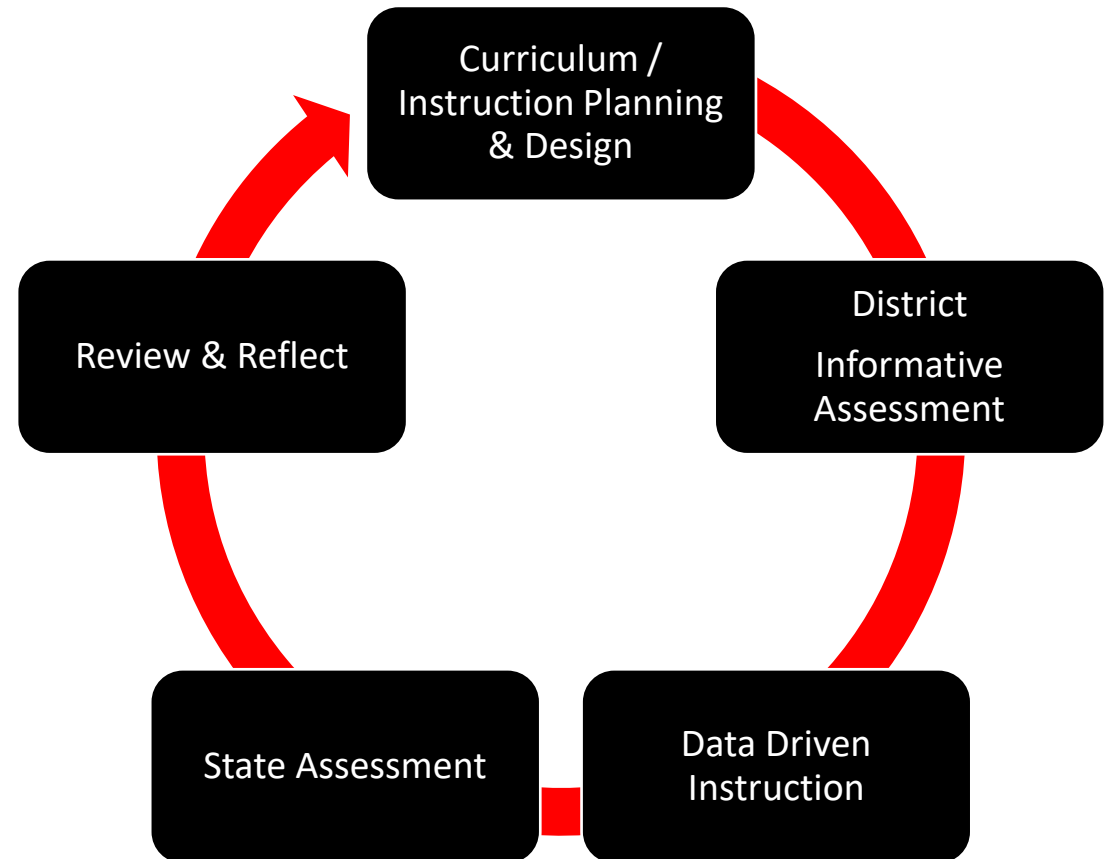 Curriculum /
Instruction Planning
& Design
District
Informative
Assessment
Data Driven
Instruction
State Assessment
Review & Reflect